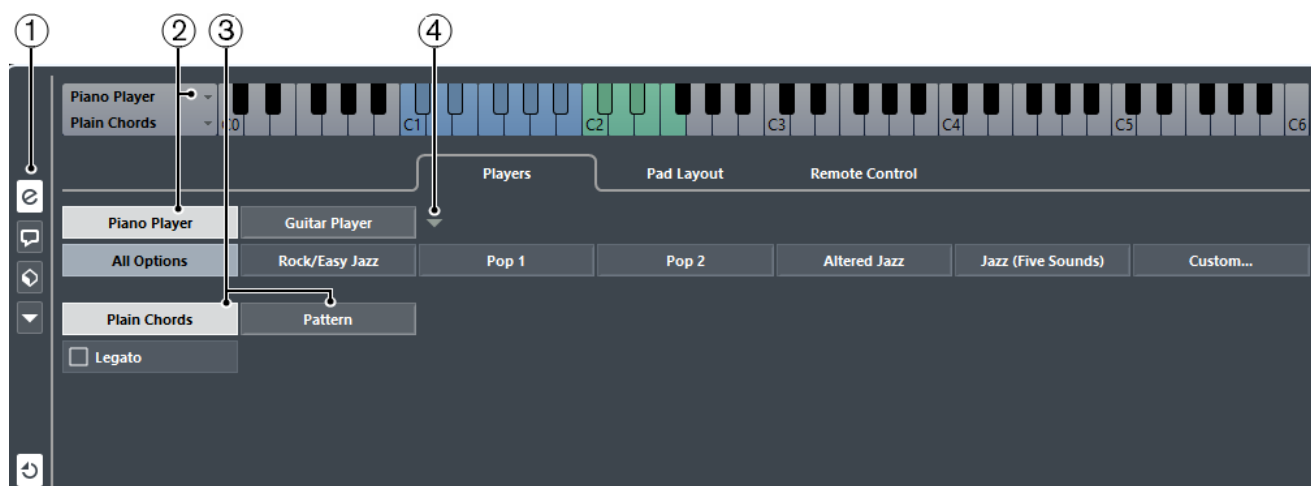 1 2 3 4
Piano Player
Plain Chords
C0 C1 C2 C3 C4 C5 C6
Players Pad Layout Remote Control
Piano Player Guitar Player
All Options Rock/Easy Jazz Pop 1 Pop 2 Altered Jazz Jazz (Five Sounds) Custom...
Plain Chords Pattern
Legato